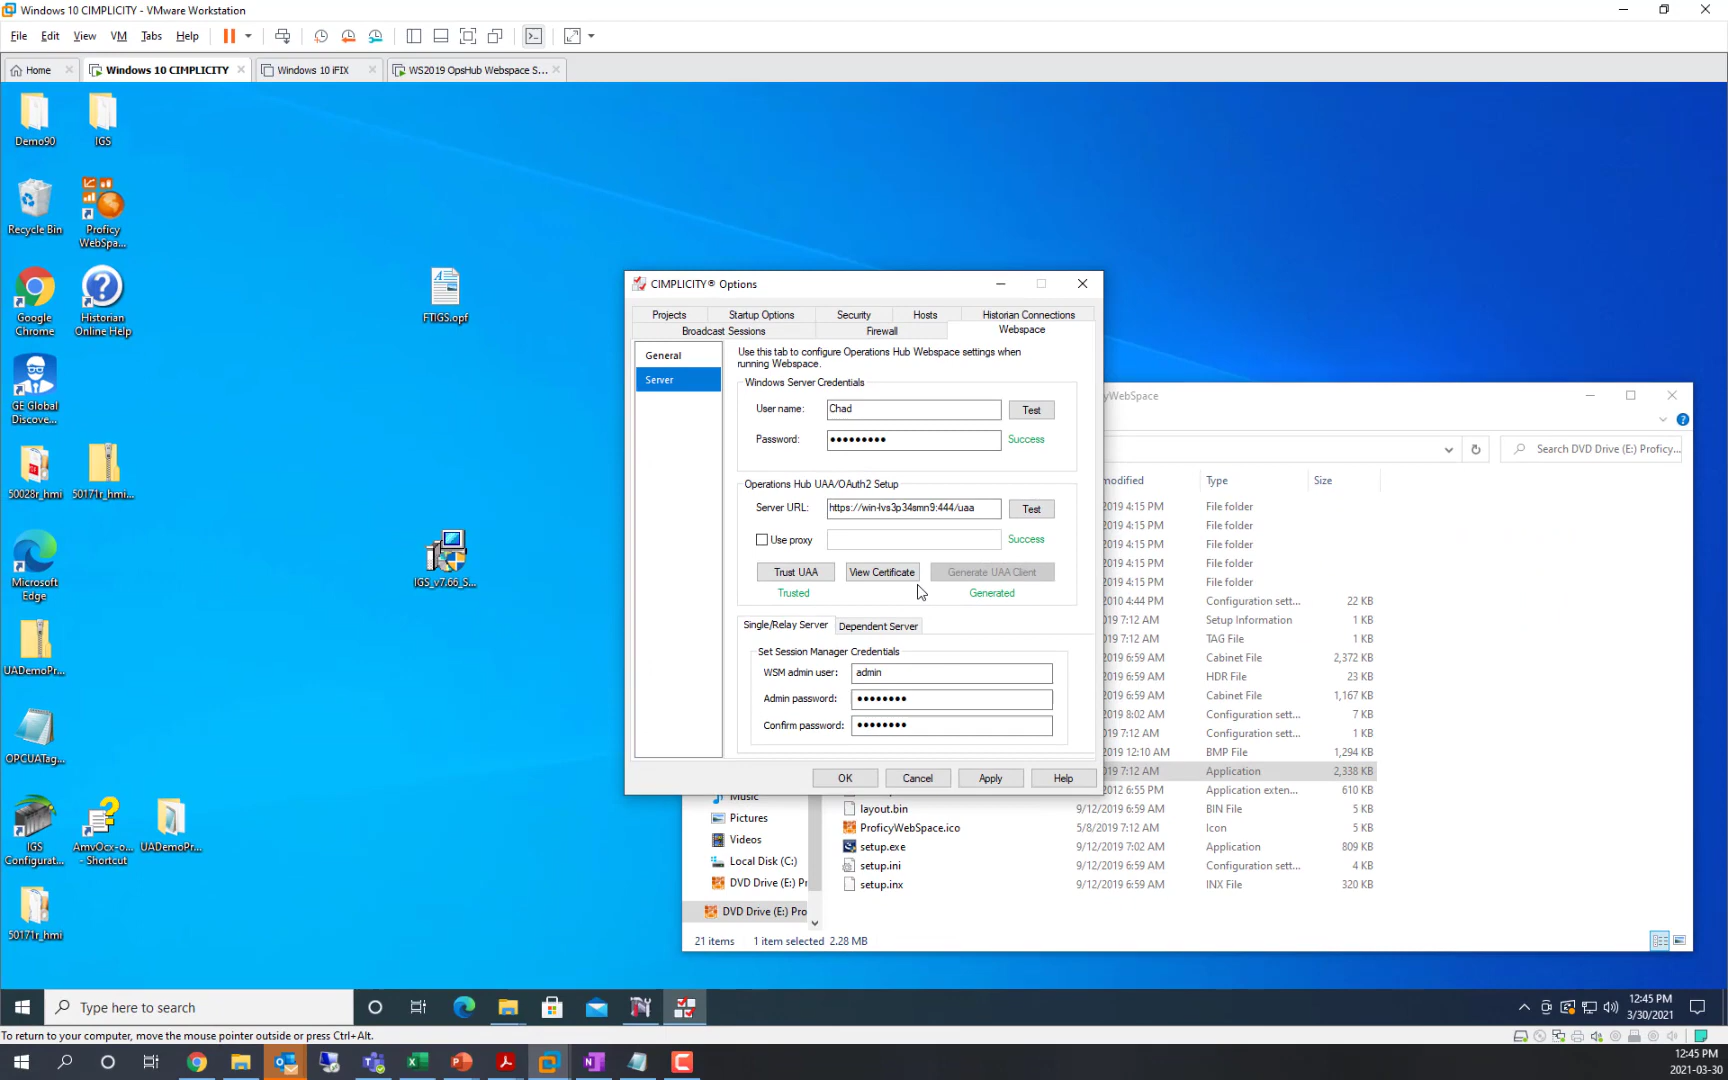 Windows 10 CIMPLICITY - VMware Workstation
File Edit View VM Tabs Help
Home
Windows 10 CIMPLICITY
Windows 10 iFIX
WS2019 OpsHub Webspace S...
Demo90
IGS
Recycle Bin
Proficy
WebSpa...
Google
Chrome
Historian
Online Help
FTIGS.opf
GE Global
Discove...
50028r_hmi
50171r_hmi...
Microsoft
Edge
IGS_v7.66_S...
UADemoPr...
OPCUATag...
IGS
Configurat...
AmvOcx-o...
- Shortcut
UADemoPr...
50171r_hmi
CIMPLICITY® Options
Projects Startup Options Security Hosts Historian Connections
Broadcast Sessions Firewall Webspace
General
Server
Use this tab to configure Operations Hub Webspace settings when
running Webspace.
Windows Server Credentials
User name: Chad Test
Password: ••••••••• Success
Operations Hub UAA/OAuth2 Setup
Server URL: https://win-lvs3p34smn9:444/uaa Test
Use proxy Success
Trust UAA View Certificate Generate UAA Client
Trusted Generated
Single/Relay Server Dependent Server
Set Session Manager Credentials
WSM admin user: admin
Admin password: ••••••••
Confirm password: ••••••••
OK Cancel Apply Help
yWebSpace
Search DVD Drive (E:) Proficy...
modified Type Size
2019 4:15 PM File folder
2019 4:15 PM File folder
2019 4:15 PM File folder
2019 4:15 PM File folder
2019 4:15 PM File folder
2010 4:44 PM Configuration sett... 22 KB
19 7:12 AM Setup Information 1 KB
19 7:12 AM TAG File 1 KB
19 6:59 AM Cabinet File 2,372 KB
19 6:59 AM HDR File 23 KB
19 6:59 AM Cabinet File 1,167 KB
19 8:02 AM Configuration sett... 7 KB
19 7:12 AM Configuration sett... 1 KB
19 12:10 AM BMP File 1,294 KB
19 7:12 AM Application 2,338 KB
2012 6:55 PM Application exten... 610 KB
Music
Pictures
Videos
Local Disk (C:)
DVD Drive (E:) Pr
DVD Drive (E:) Pro
layout.bin 9/12/2019 6:59 AM BIN File 5 KB
ProficyWebSpace.ico 5/8/2019 7:12 AM Icon 5 KB
setup.exe 9/12/2019 7:02 AM Application 809 KB
setup.ini 9/12/2019 6:59 AM Configuration sett... 4 KB
setup.inx 9/12/2019 6:59 AM INX File 320 KB
21 items 1 item selected 2.28 MB
Type here to search
12:45 PM
3/30/2021
To return to your computer, move the mouse pointer outside or press Ctrl+Alt.
12:45 PM
2021-03-30